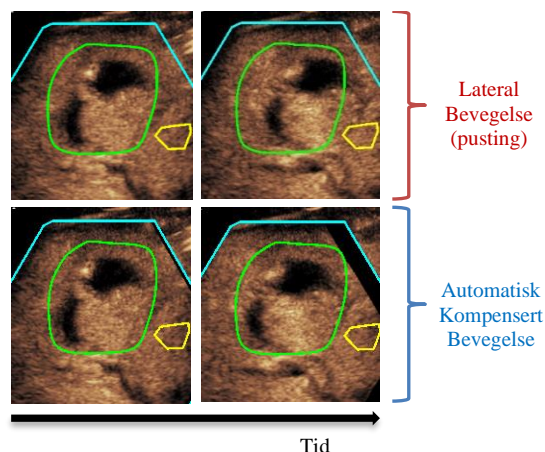 Lateral
Bevegelse
(pusting)
Automatisk
Kompensert
Bevegelse
Tid